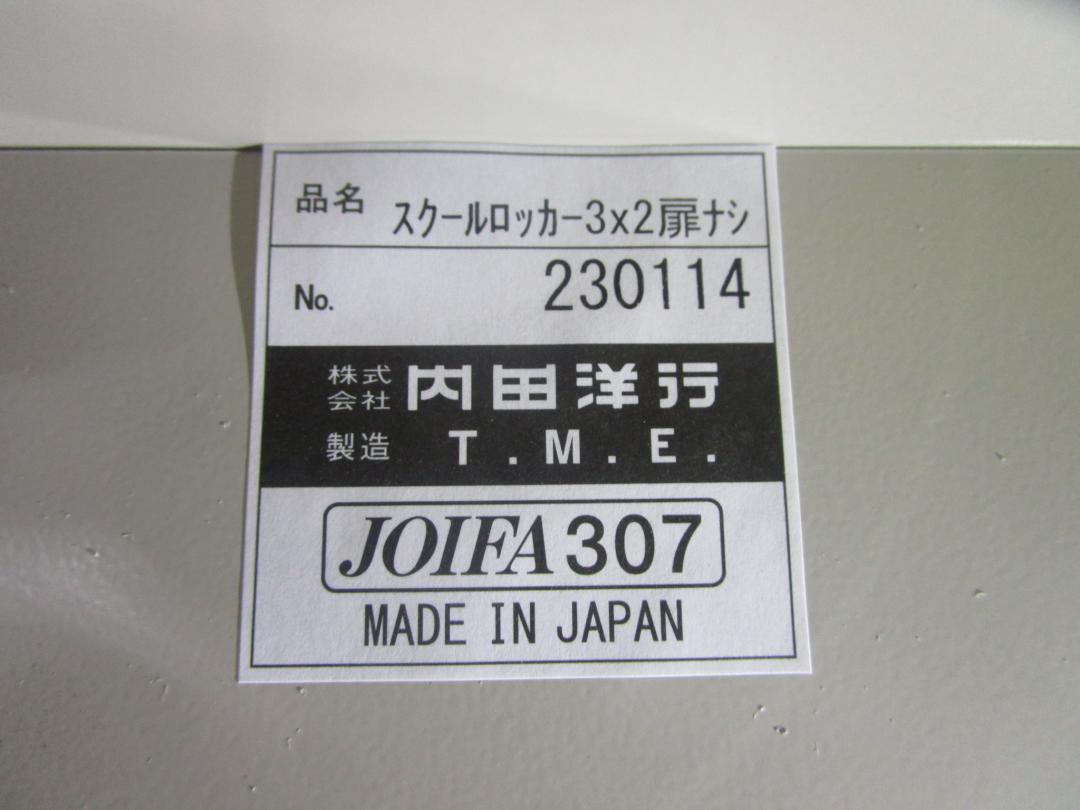 品名 スクールロッカー3x2扉ナシ
No. 230114
株式会社 内田洋行
製造 T.M.E.
JOIFA 307
MADE IN JAPAN